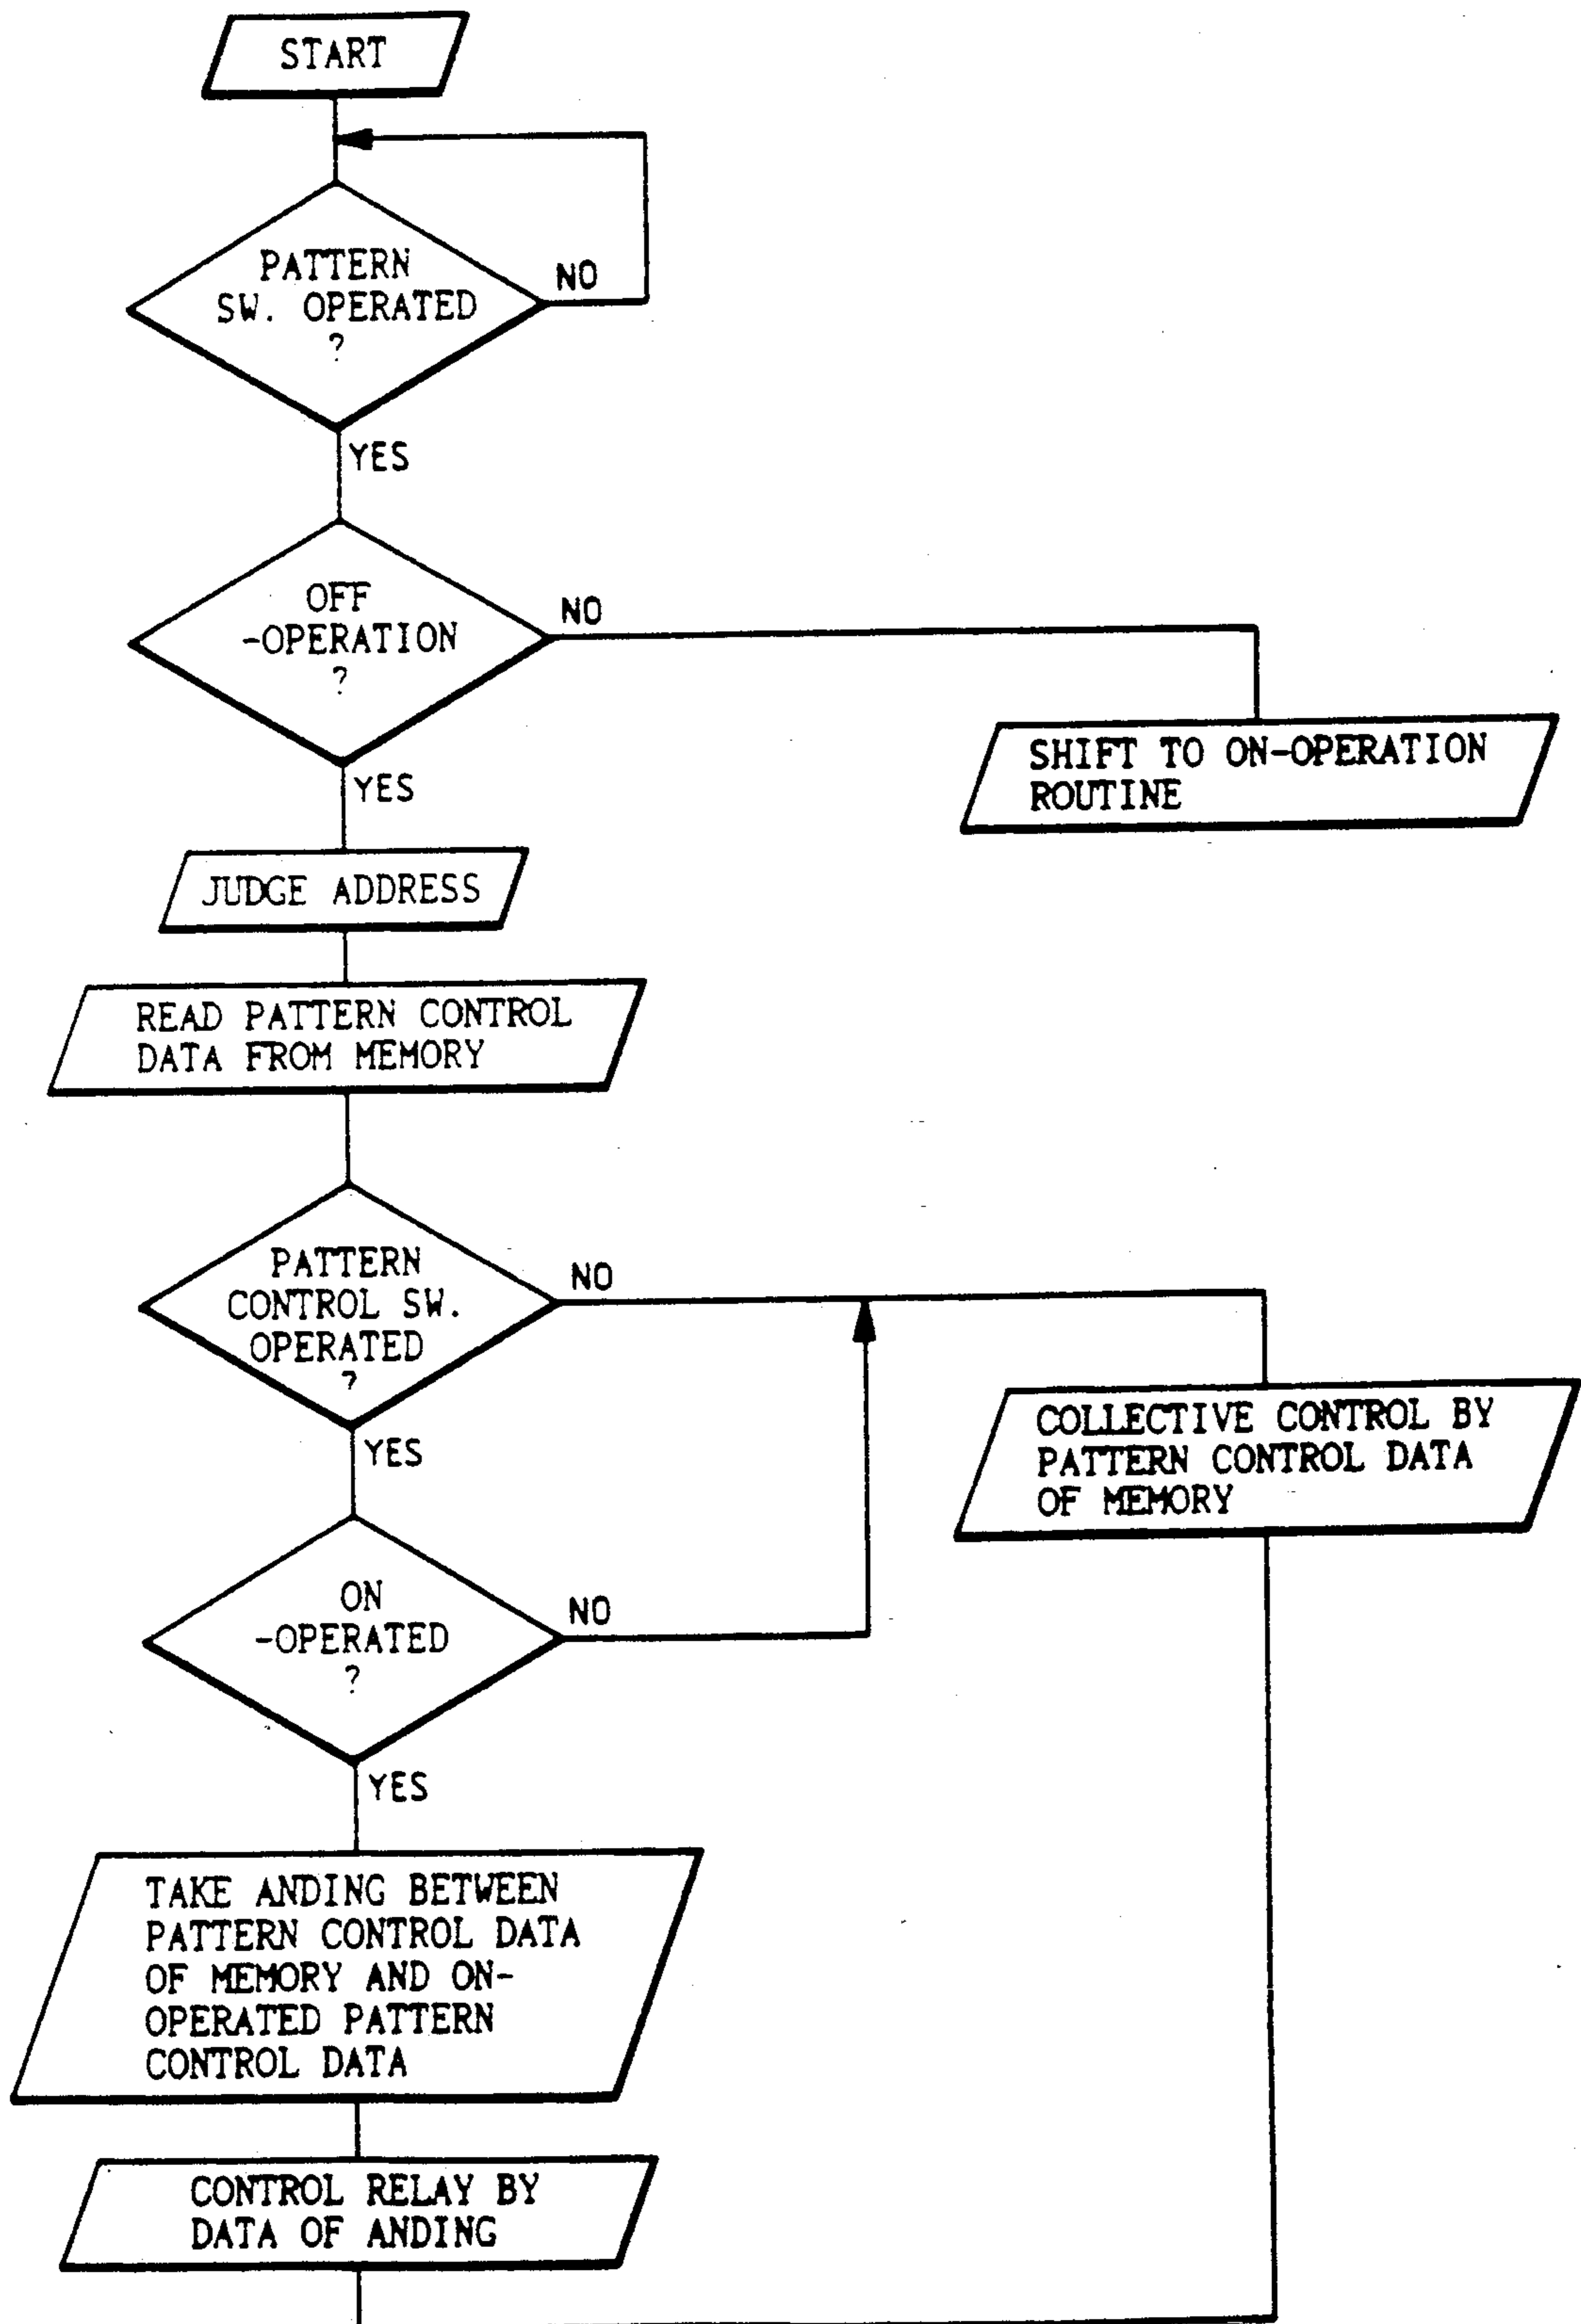 START
PATTERN
SW. OPERATED
?
NO
YES
OFF
-OPERATION
?
NO
YES
SHIFT TO ON-OPERATION
ROUTINE
JUDGE ADDRESS
READ PATTERN CONTROL
DATA FROM MEMORY
PATTERN
CONTROL SW.
OPERATED
?
NO
YES
COLLECTIVE CONTROL BY
PATTERN CONTROL DATA
OF MEMORY
ON
-OPERATED
?
NO
YES
TAKE ANDING BETWEEN
PATTERN CONTROL DATA
OF MEMORY AND ON-
OPERATED PATTERN
CONTROL DATA
CONTROL RELAY BY
DATA OF ANDING